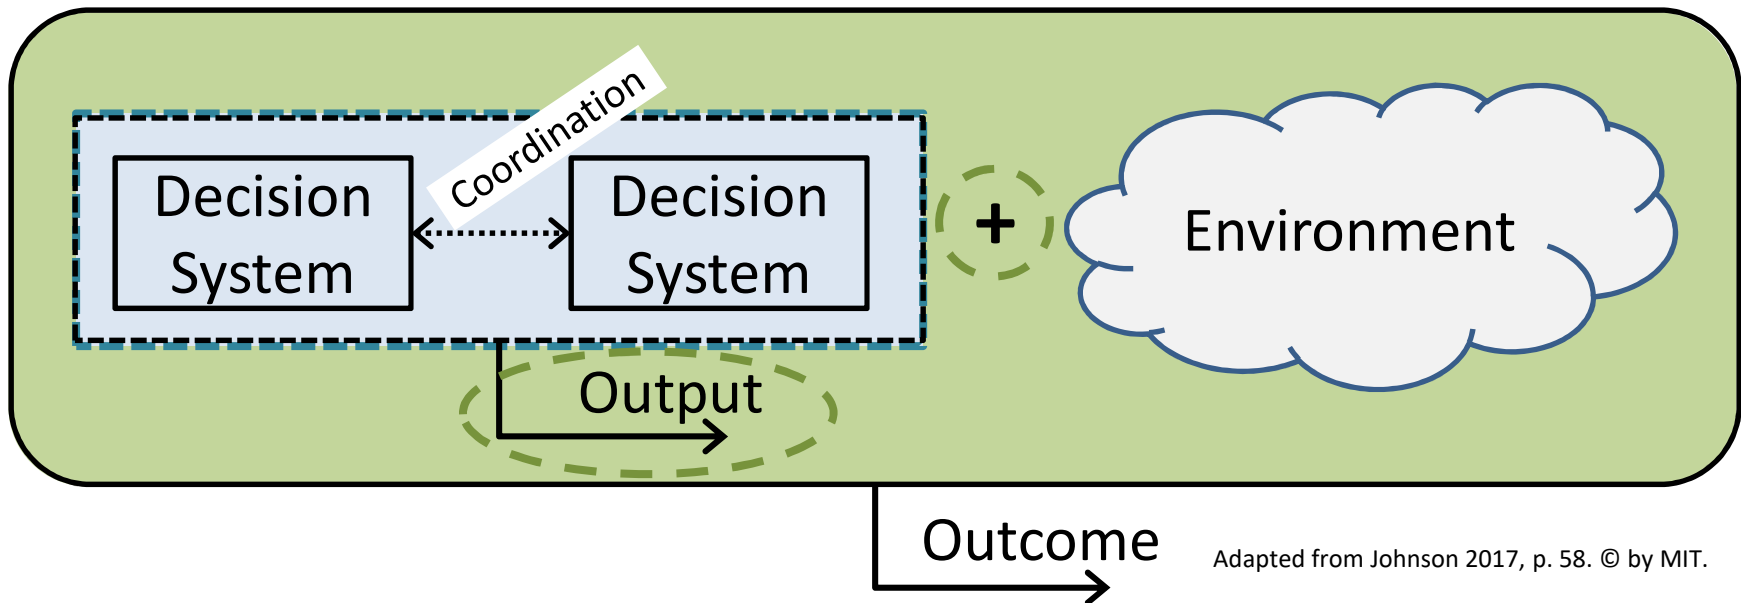 Coordination
Decision
System
Decision
System
+
Environment
Output
Outcome
Adapted from Johnson 2017, p. 58. © by MIT.